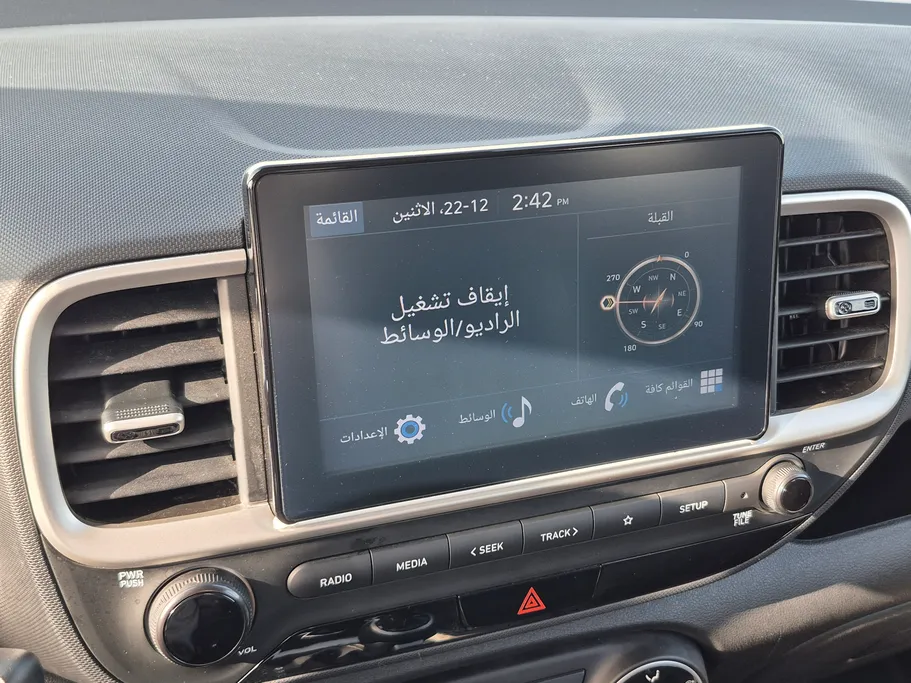 القائمة
22-12، الاثنين
2:42 PM
القبلة
إيقاف تشغيل
الراديو/الوسائط
0
270
90
180
N
NE
E
SE
S
SW
W
NW
القوائم كافة
الهاتف
الوسائط
الإعدادات
ENTER
TUNE
FILE
SETUP
TRACK >
< SEEK
MEDIA
RADIO
PWR
PUSH
VOL